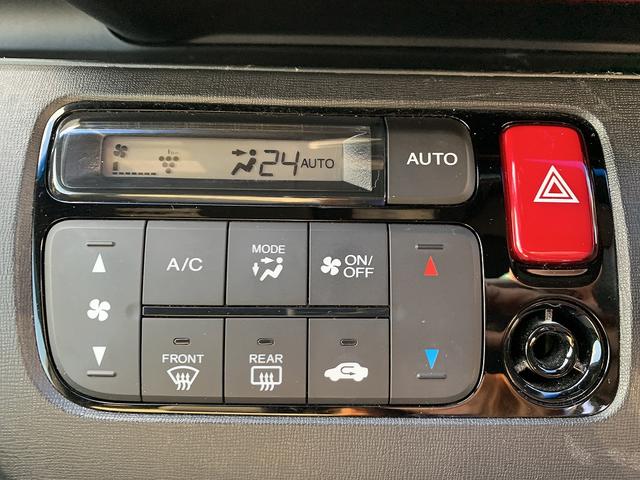 24 AUTO
AUTO
A/C
MODE
ON/
OFF
FRONT
REAR